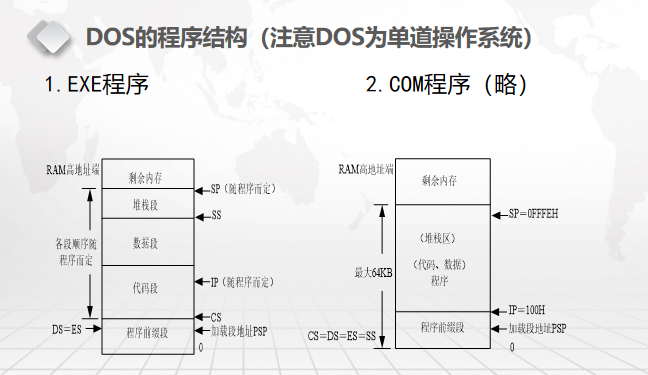 DOS的程序结构（注意DOS为单道操作系统）
1.EXE程序
2.COM程序（略）
RAM高地址端
剩余内存
SP（随程序而定）
堆栈段
SS
各段顺序随
程序而定
数据段
代码段
IP（随程序而定）
CS
DS＝ES
程序前缀段
加载段地址PSP
0
RAM高地址端
剩余内存
SP＝0FFFEH
（堆栈区）
最大64KB
（代码、数据）
程序
IP＝100H
CS＝DS＝ES＝SS
程序前缀段
加载段地址PSP
0